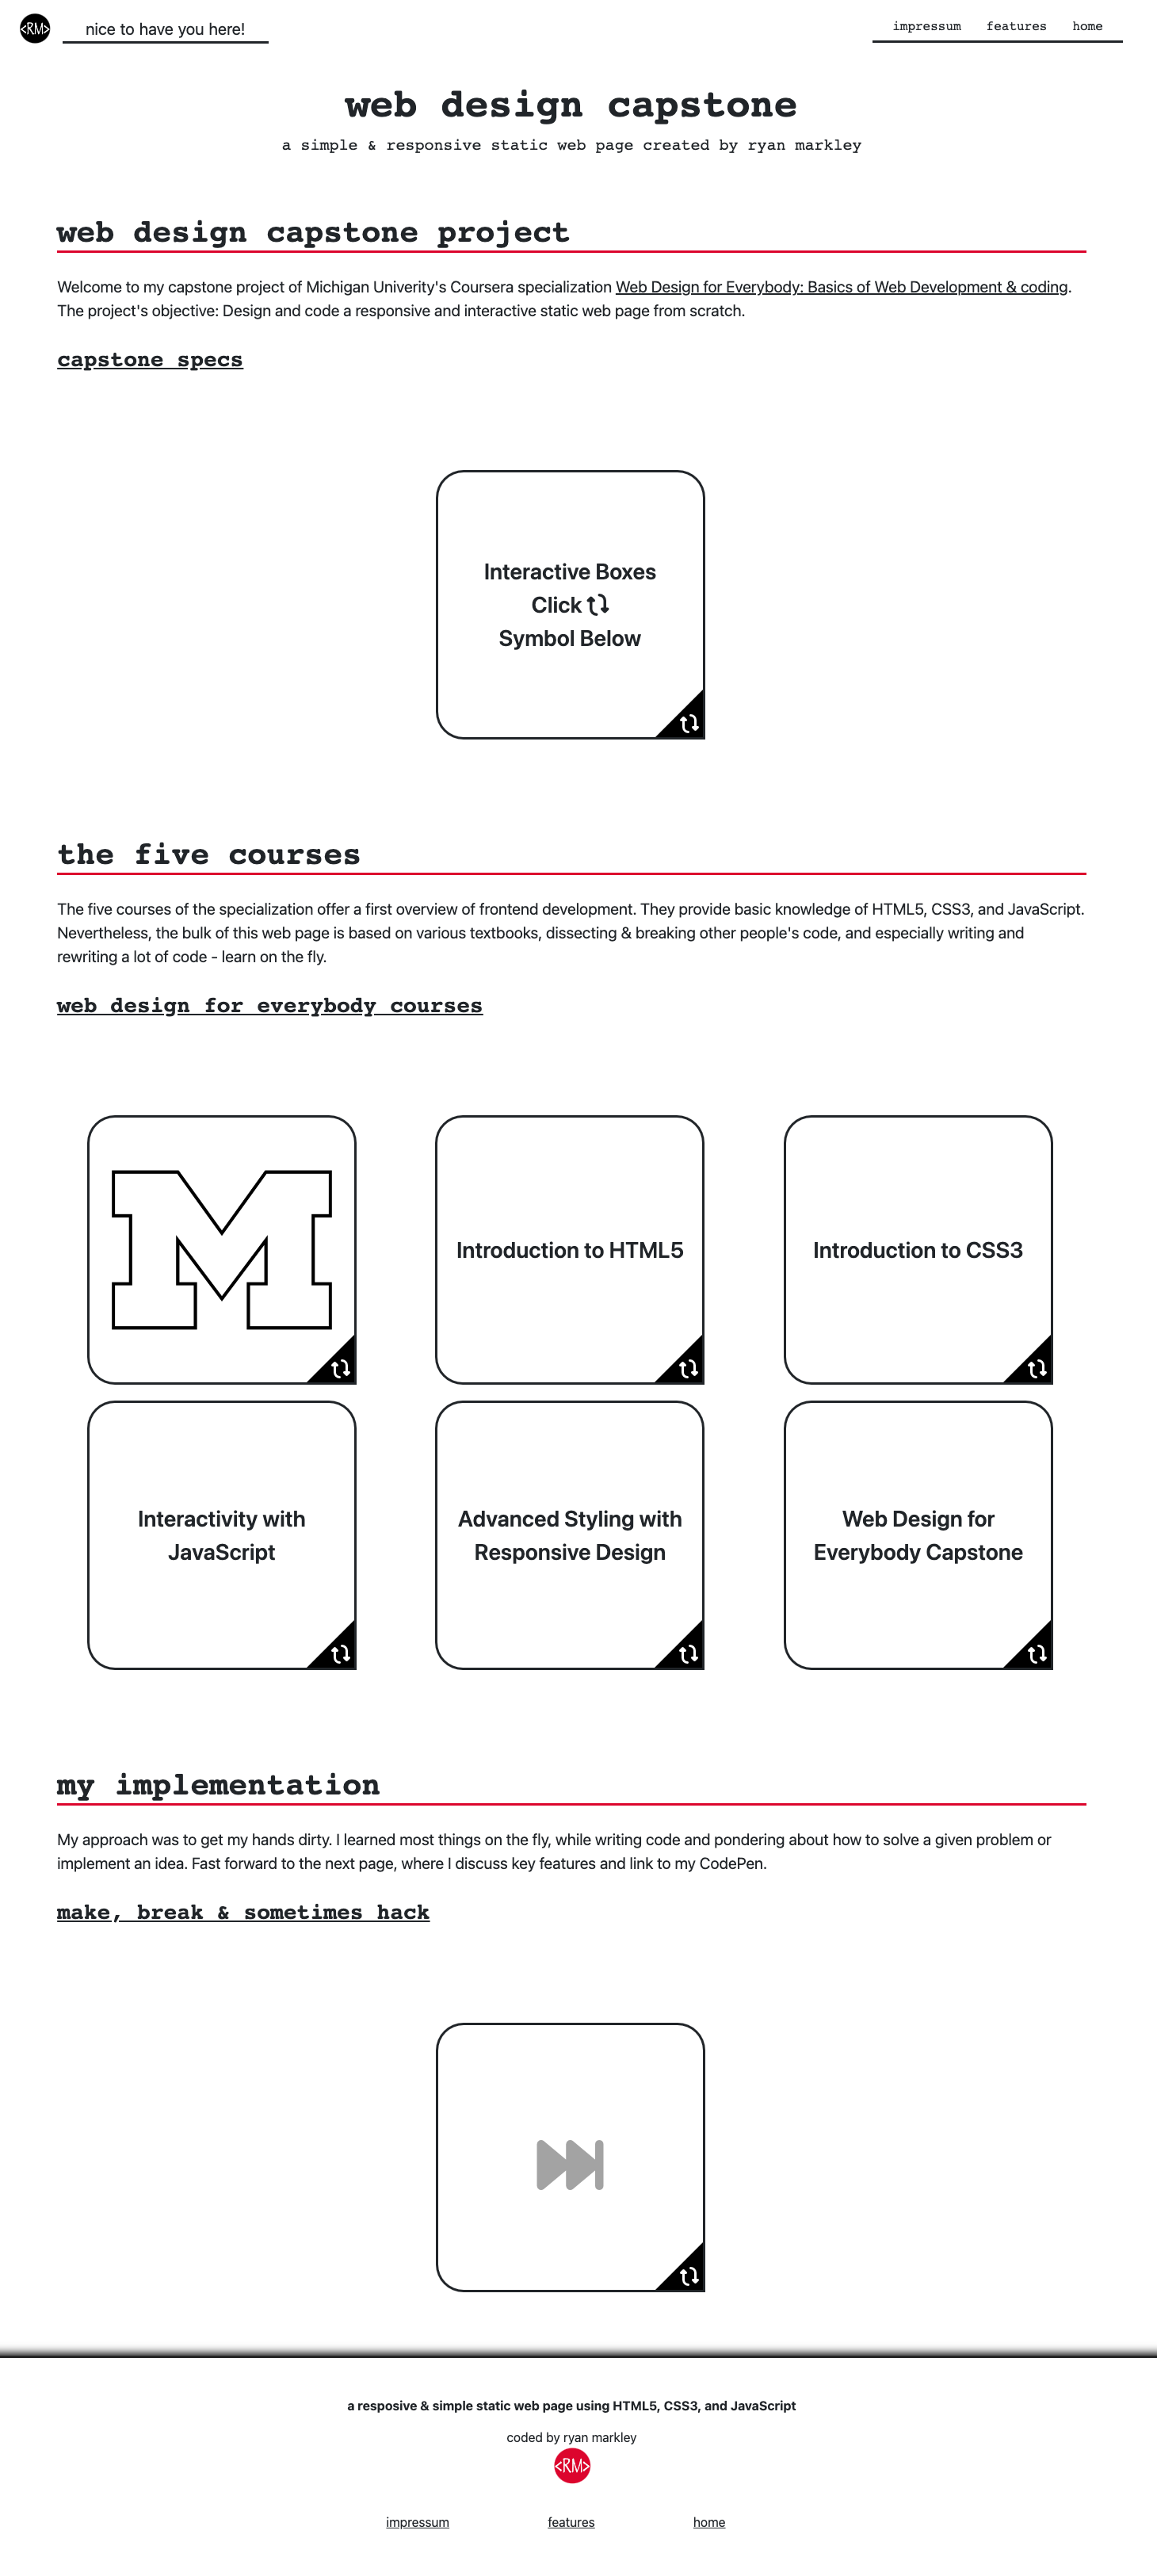 <RM>
nice to have you here!
impressum features home
web design capstone
a simple & responsive static web page created by ryan markley
web design capstone project
Welcome to my capstone project of Michigan Univerity's Coursera specialization Web Design for Everybody: Basics of Web Development & coding.
The project's objective: Design and code a responsive and interactive static web page from scratch.
capstone specs
Interactive Boxes
Click
Symbol Below
the five courses
The five courses of the specialization offer a first overview of frontend development. They provide basic knowledge of HTML5, CSS3, and JavaScript.
Nevertheless, the bulk of this web page is based on various textbooks, dissecting & breaking other people's code, and especially writing and
rewriting a lot of code - learn on the fly.
web design for everybody courses
M
Introduction to HTML5
Introduction to CSS3
Interactivity with
JavaScript
Advanced Styling with
Responsive Design
Web Design for
Everybody Capstone
my implementation
My approach was to get my hands dirty. I learned most things on the fly, while writing code and pondering about how to solve a given problem or
implement an idea. Fast forward to the next page, where I discuss key features and link to my CodePen.
make, break & sometimes hack
a resposive & simple static web page using HTML5, CSS3, and JavaScript
coded by ryan markley
<RM>
impressum features home